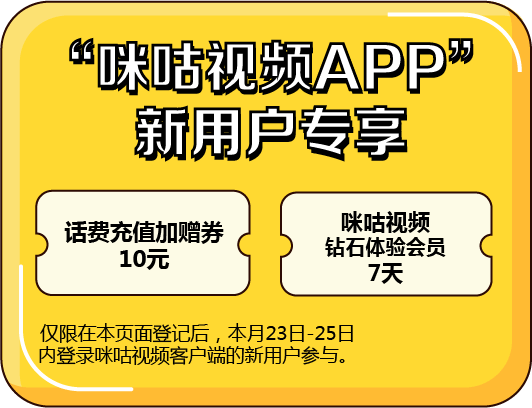 “咪咕视频APP”
新用户专享
话费充值加赠券
10元
咪咕视频
钻石体验会员
7天
仅限在本页面登记后，本月23日-25日
内登录咪咕视频客户端的新用户参与。